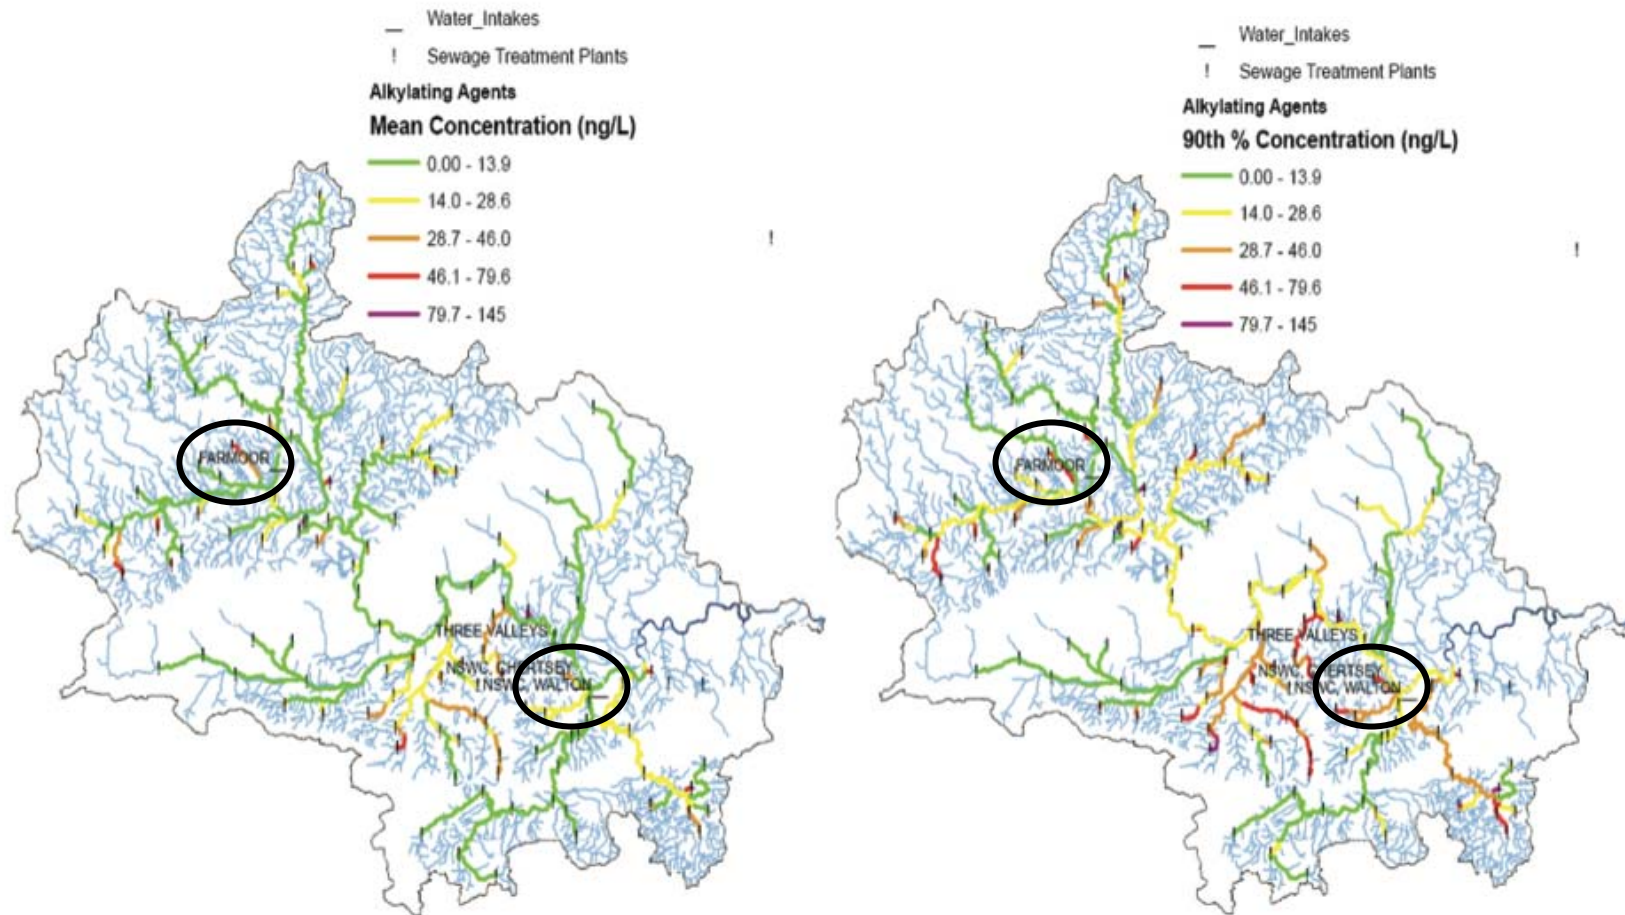 Water_Intakes
! Sewage Treatment Plants
Alkylating Agents
Mean Concentration (ng/L)
0.00 - 13.9
14.0 - 28.6
28.7 - 46.0
46.1 - 79.6
79.7 - 145
!
FARMOOR
THREE VALLEYS
NSWC, CHERTSEY
NSWC, WALTON
Water_Intakes
! Sewage Treatment Plants
Alkylating Agents
90th % Concentration (ng/L)
0.00 - 13.9
14.0 - 28.6
28.7 - 46.0
46.1 - 79.6
79.7 - 145
!
FARMOOR
THREE VALLEYS
NSWC, CHERTSEY
NSWC, WALTON